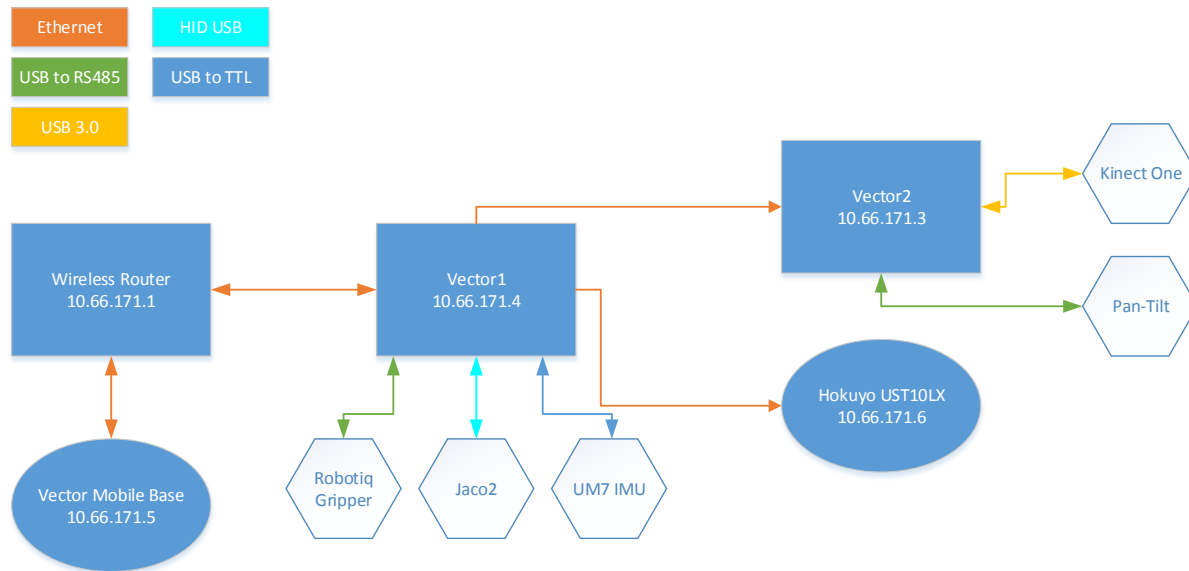 Ethernet
HID USB
USB to RS485
USB to TTL
USB 3.0
Kinect One
Vector2
10.66.171.3
Wireless Router
10.66.171.1
Vector1
10.66.171.4
Pan-Tilt
Hokuyo UST10LX
10.66.171.6
Robotiq
Gripper
Jaco2
UM7 IMU
Vector Mobile Base
10.66.171.5